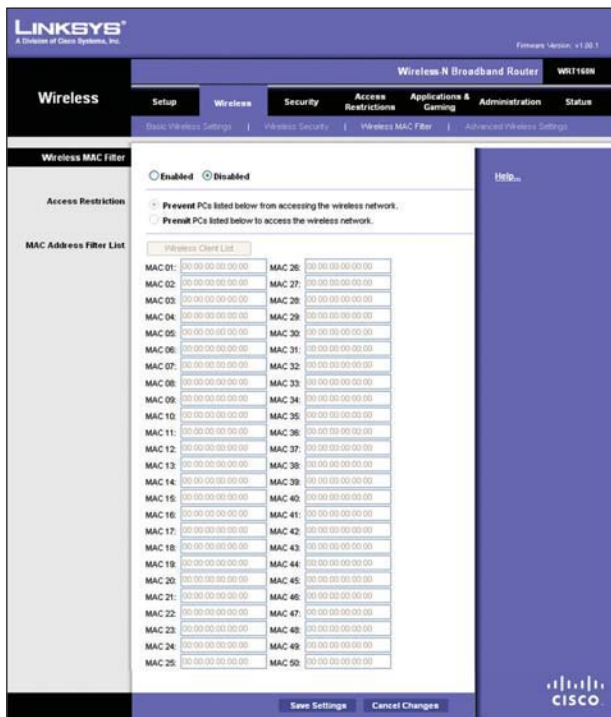 LINKSYS®
A Division of Cisco Systems, Inc.
Firmware Version: v1.00.1
Wireless-N Broadband Router WRT160N
Wireless
Setup Wireless Security Access Restrictions Applications & Gaming Administration Status
Basic Wireless Settings | Wireless Security | Wireless MAC Filter | Advanced Wireless Settings
Wireless MAC Filter
Enabled Disabled
Help...
Access Restriction
Prevent PCs listed below from accessing the wireless network.
Premit PCs listed below to access the wireless network.
MAC Address Filter List
Wireless Client List
MAC 01: 00:00:00:00:00:00 MAC 26: 00:00:00:00:00:00
MAC 02: 00:00:00:00:00:00 MAC 27: 00:00:00:00:00:00
MAC 03: 00:00:00:00:00:00 MAC 28: 00:00:00:00:00:00
MAC 04: 00:00:00:00:00:00 MAC 29: 00:00:00:00:00:00
MAC 05: 00:00:00:00:00:00 MAC 30: 00:00:00:00:00:00
MAC 06: 00:00:00:00:00:00 MAC 31: 00:00:00:00:00:00
MAC 07: 00:00:00:00:00:00 MAC 32: 00:00:00:00:00:00
MAC 08: 00:00:00:00:00:00 MAC 33: 00:00:00:00:00:00
MAC 09: 00:00:00:00:00:00 MAC 34: 00:00:00:00:00:00
MAC 10: 00:00:00:00:00:00 MAC 35: 00:00:00:00:00:00
MAC 11: 00:00:00:00:00:00 MAC 36: 00:00:00:00:00:00
MAC 12: 00:00:00:00:00:00 MAC 37: 00:00:00:00:00:00
MAC 13: 00:00:00:00:00:00 MAC 38: 00:00:00:00:00:00
MAC 14: 00:00:00:00:00:00 MAC 39: 00:00:00:00:00:00
MAC 15: 00:00:00:00:00:00 MAC 40: 00:00:00:00:00:00
MAC 16: 00:00:00:00:00:00 MAC 41: 00:00:00:00:00:00
MAC 17: 00:00:00:00:00:00 MAC 42: 00:00:00:00:00:00
MAC 18: 00:00:00:00:00:00 MAC 43: 00:00:00:00:00:00
MAC 19: 00:00:00:00:00:00 MAC 44: 00:00:00:00:00:00
MAC 20: 00:00:00:00:00:00 MAC 45: 00:00:00:00:00:00
MAC 21: 00:00:00:00:00:00 MAC 46: 00:00:00:00:00:00
MAC 22: 00:00:00:00:00:00 MAC 47: 00:00:00:00:00:00
MAC 23: 00:00:00:00:00:00 MAC 48: 00:00:00:00:00:00
MAC 24: 00:00:00:00:00:00 MAC 49: 00:00:00:00:00:00
MAC 25: 00:00:00:00:00:00 MAC 50: 00:00:00:00:00:00
Save Settings Cancel Changes
CISCO